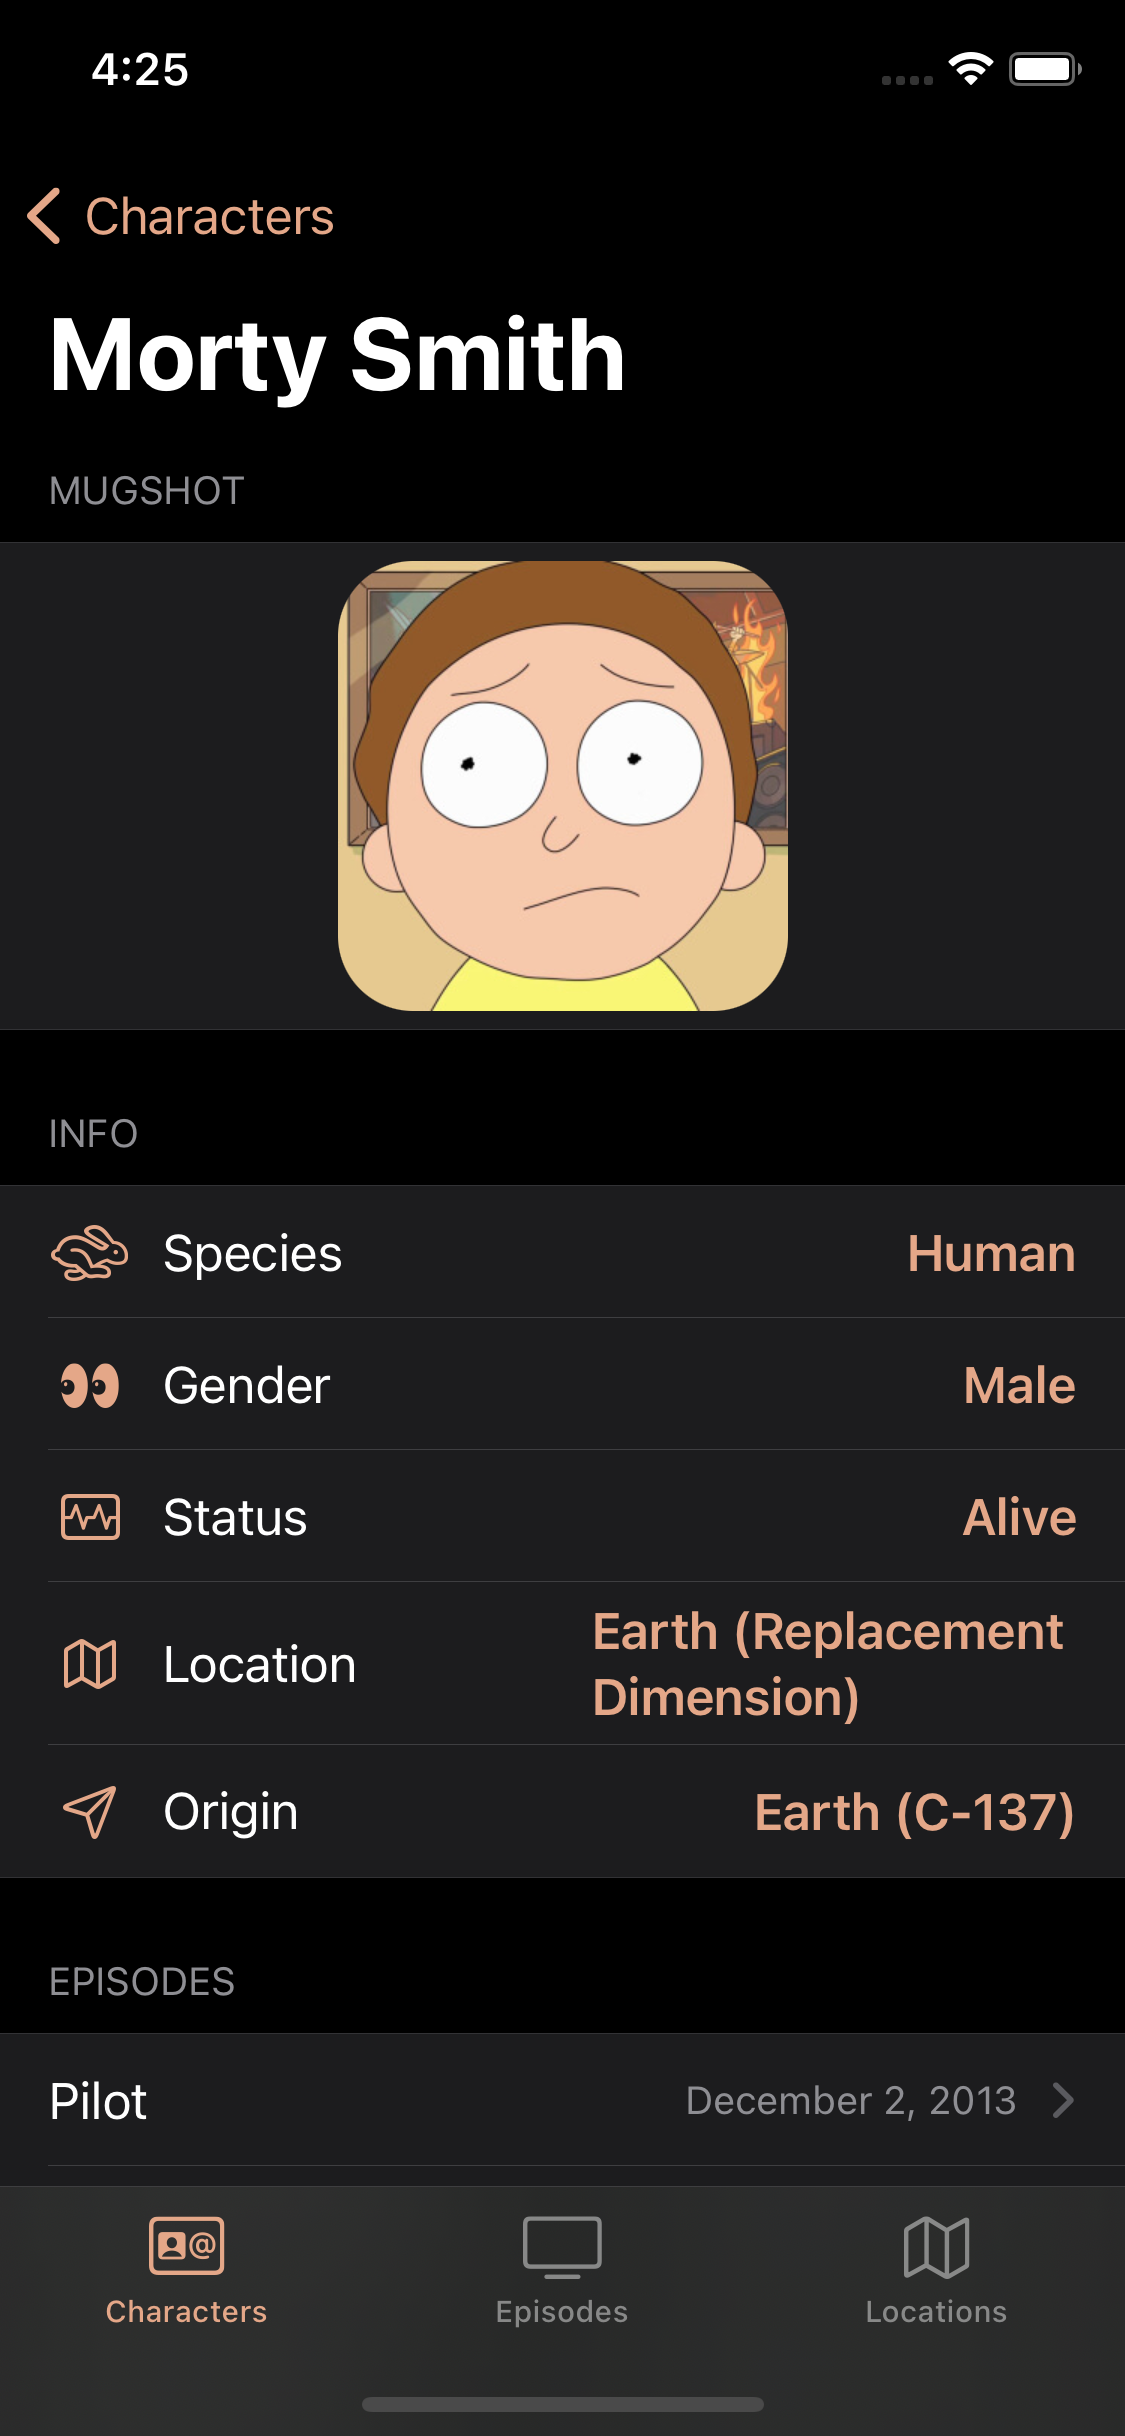 4:25
Characters
Morty Smith
MUGSHOT
INFO
Species Human
Gender Male
Status Alive
Location Earth (Replacement
Dimension)
Origin Earth (C-137)
EPISODES
Pilot December 2, 2013
@
Characters Episodes Locations